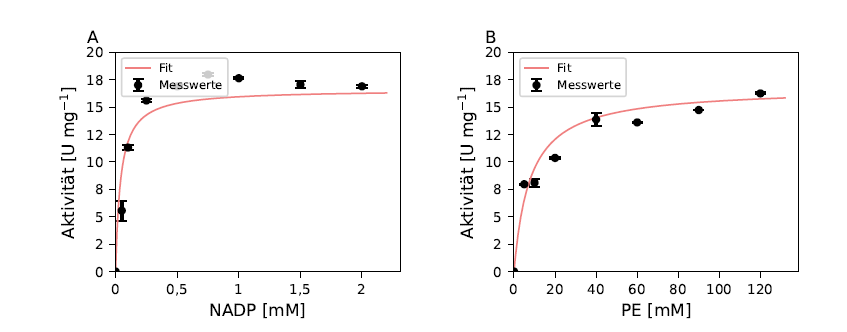 A
Aktivität [U mg⁻¹]
20
18
15
12
10
8
5
2
0
Fit
Messwerte
0 0,5 1 1,5 2
NADP [mM]
B
Aktivität [U mg⁻¹]
20
18
15
12
10
8
5
2
0
Fit
Messwerte
0 20 40 60 80 100 120
PE [mM]